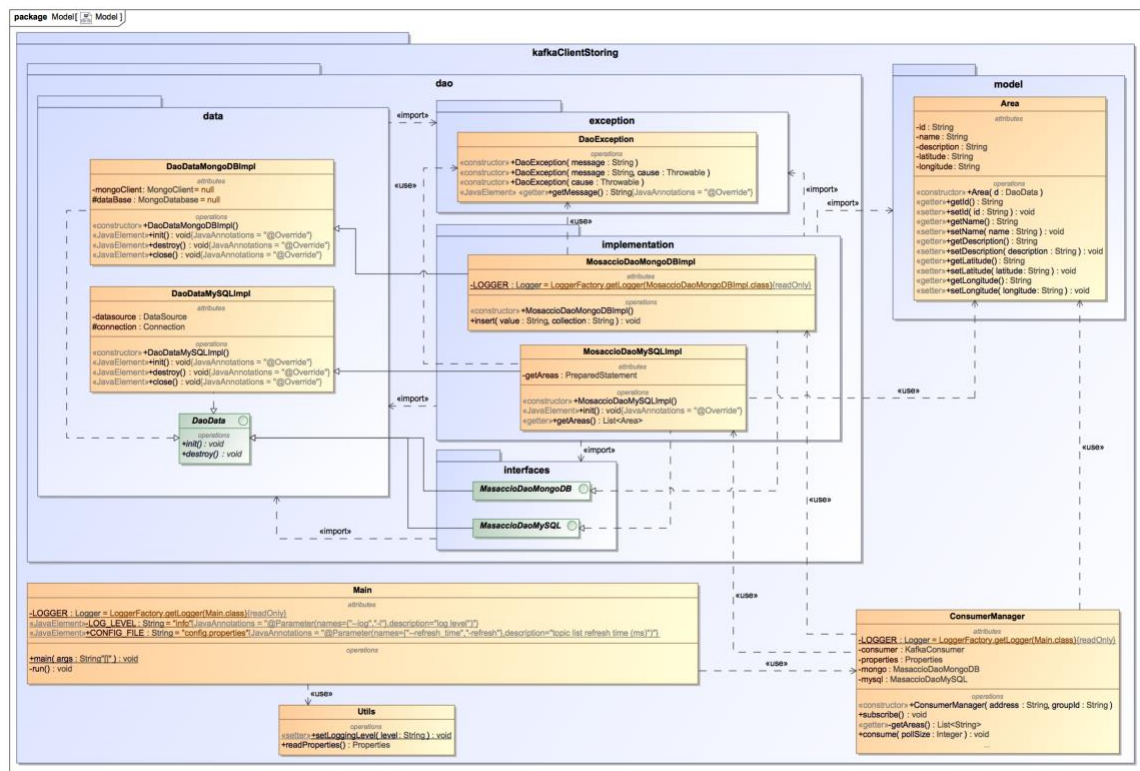 package Model[ Model ]
kafkaClientStoring
dao
data
DaoDataMongoDBImpl
attributes
-mongoClient : MongoClient = null
#dataBase : MongoDatabase = null
operations
«constructor» +DaoDataMongoDBImpl()
«JavaElement»+init() : void{JavaAnnotations = "@Override"}
«JavaElement»+destroy() : void{JavaAnnotations = "@Override"}
«JavaElement»+close() : void{JavaAnnotations = "@Override"}
DaoDataMySQLImpl
attributes
-datasource : DataSource
#connection : Connection
operations
«constructor» +DaoDataMySQLImpl()
«JavaElement»+init() : void{JavaAnnotations = "@Override"}
«JavaElement»+destroy() : void{JavaAnnotations = "@Override"}
«JavaElement»+close() : void{JavaAnnotations = "@Override"}
DaoData
operations
+init() : void
+destroy() : void
«import»
«use»
«import»
«import»
exception
DaoException
operations
«constructor» +DaoException( message : String )
«constructor» +DaoException( message : String, cause : Throwable )
«constructor» +DaoException( cause : Throwable )
«JavaElement» «getter»+getMessage() : String{JavaAnnotations = "@Override"}
«use»
implementation
MosaccioDaoMongoDBImpl
attributes
-LOGGER : Logger = LoggerFactory.getLogger(MosaccioDaoMongoDBImpl.class){readOnly}
operations
«constructor» +MosaccioDaoMongoDBImpl()
+insert( value : String, collection : String ) : void
MosaccioDaoMySQLImpl
attributes
-getAreas : PreparedStatement
operations
«constructor» +MosaccioDaoMySQLImpl()
«JavaElement» +init() : void{JavaAnnotations = "@Override"}
«getter»+getAreas() : List<Area>
«import»
interfaces
MasaccioDaoMongoDB
MasaccioDaoMySQL
«import»
«import»
model
Area
attributes
-id : String
-name : String
-description : String
-latitude : String
-longitude : String
operations
«constructor» +Area( d : DaoData )
«getter»+getId() : String
«setter»+setId( id : String ) : void
«getter»+getName() : String
«setter»+setName( name : String ) : void
«getter»+getDescription() : String
«setter»+setDescription( description : String ) : void
«getter»+getLatitude() : String
«setter»+setLatitude( latitude : String ) : void
«getter»+getLongitude() : String
«setter»+setLongitude( longitude : String ) : void
«use»
«use»
«use»
«use»
Main
attributes
-LOGGER : Logger = LoggerFactory.getLogger(Main.class){readOnly}
«JavaElement»-LOG_LEVEL : String = "info"{JavaAnnotations = "@Parameter(names={"--log","-l"},description="log level)"}
«JavaElement»+CONFIG_FILE : String = "config.properties"{JavaAnnotations = "@Parameter(names={"--refresh_time","-refresh"},description="topic list refresh time (ms)")"}
operations
+main( args : String"[]" ) : void
-run() : void
«use»
«use»
Utils
operations
«setter»+setLoggingLevel( level : String ) : void
+readProperties() : Properties
ConsumerManager
attributes
-LOGGER : Logger = LoggerFactory.getLogger(Main.class){readOnly}
-consumer : KafkaConsumer
-properties : Properties
-mongo : MasaccioDaoMongoDB
-mysql : MasaccioDaoMySQL
operations
«constructor» +ConsumerManager( address : String, groupId : String )
+subscribe() : void
«getter»-getAreas() : List<String>
+consume( pollSize : Integer ) : void
...